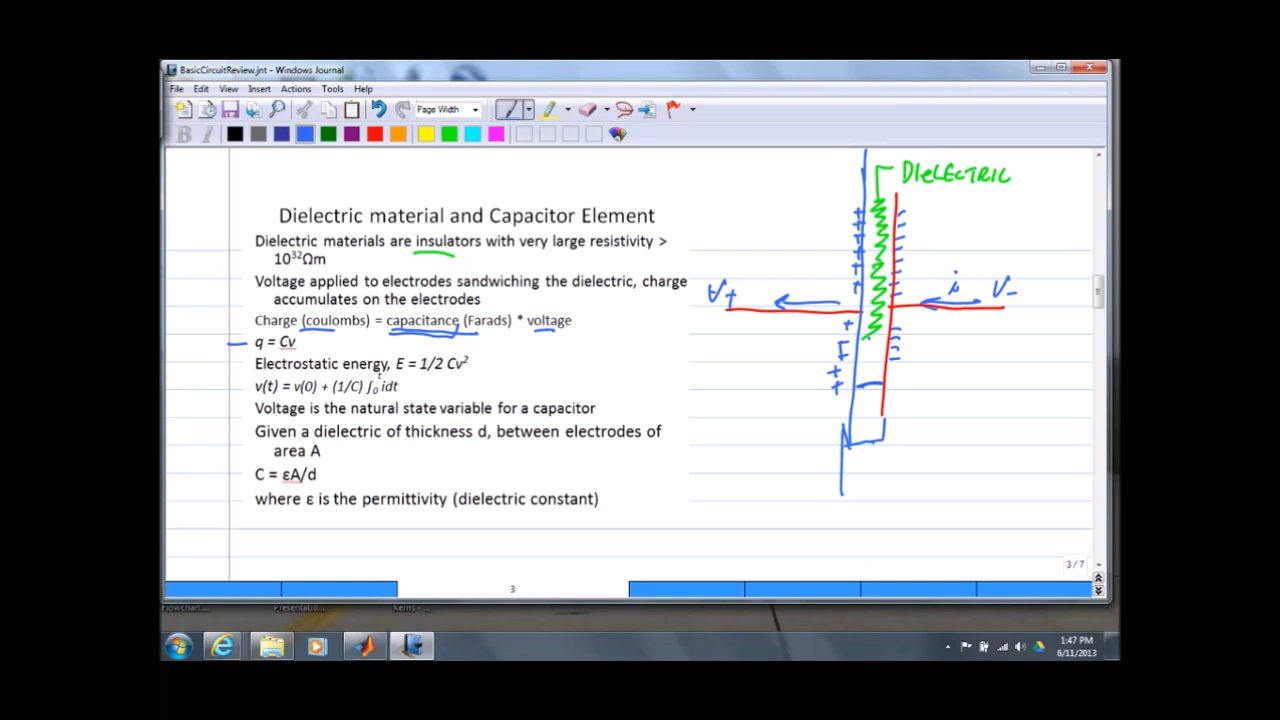 BasicCircuitReview.jnt - Windows Journal
File Edit View Insert Actions Tools Help
Page Width
B I
DIELECTRIC
Dielectric material and Capacitor Element
Dielectric materials are insulators with very large resistivity >
10³²Ωm
Voltage applied to electrodes sandwiching the dielectric, charge
accumulates on the electrodes
V+ i V-
Charge (coulombs) = capacitance (Farads) * voltage
q = Cv
Electrostatic energy, E = 1/2 Cv²
v(t) = v(0) + (1/C) ∫₀ᵗ idt
Voltage is the natural state variable for a capacitor
Given a dielectric of thickness d, between electrodes of
area A
C = εA/d
where ε is the permittivity (dielectric constant)
3 / 7
3
Flowchart.... Presentatio... Kerns - ...
1:47 PM
6/11/2013